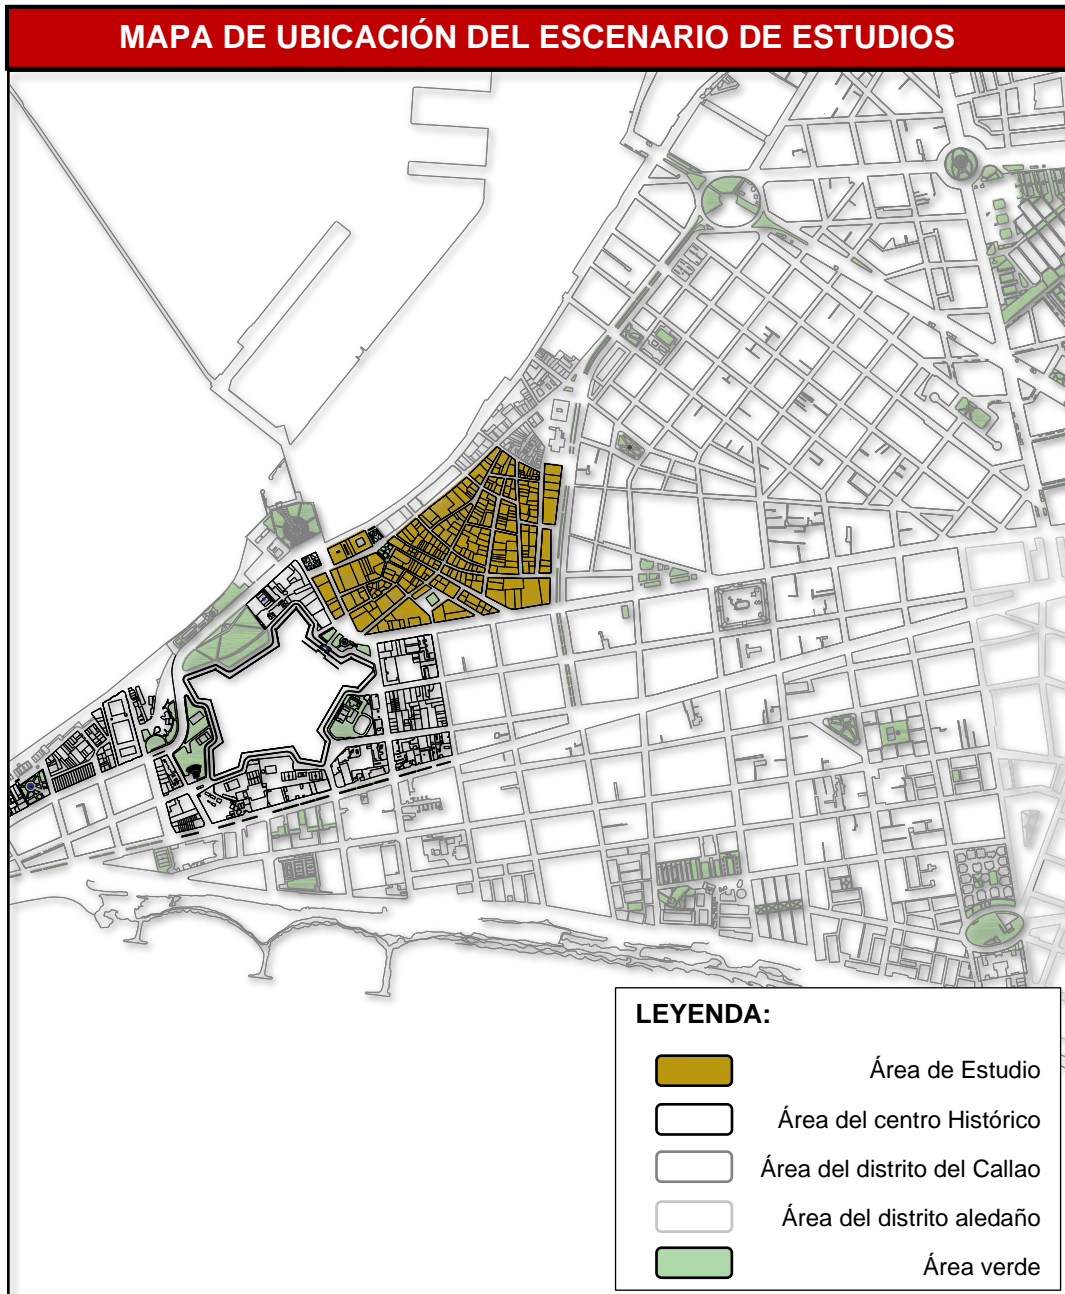 MAPA DE UBICACIÓN DEL ESCENARIO DE ESTUDIOS
LEYENDA:
Área de Estudio
Área del centro Histórico
Área del distrito del Callao
Área del distrito aledaño
Área verde